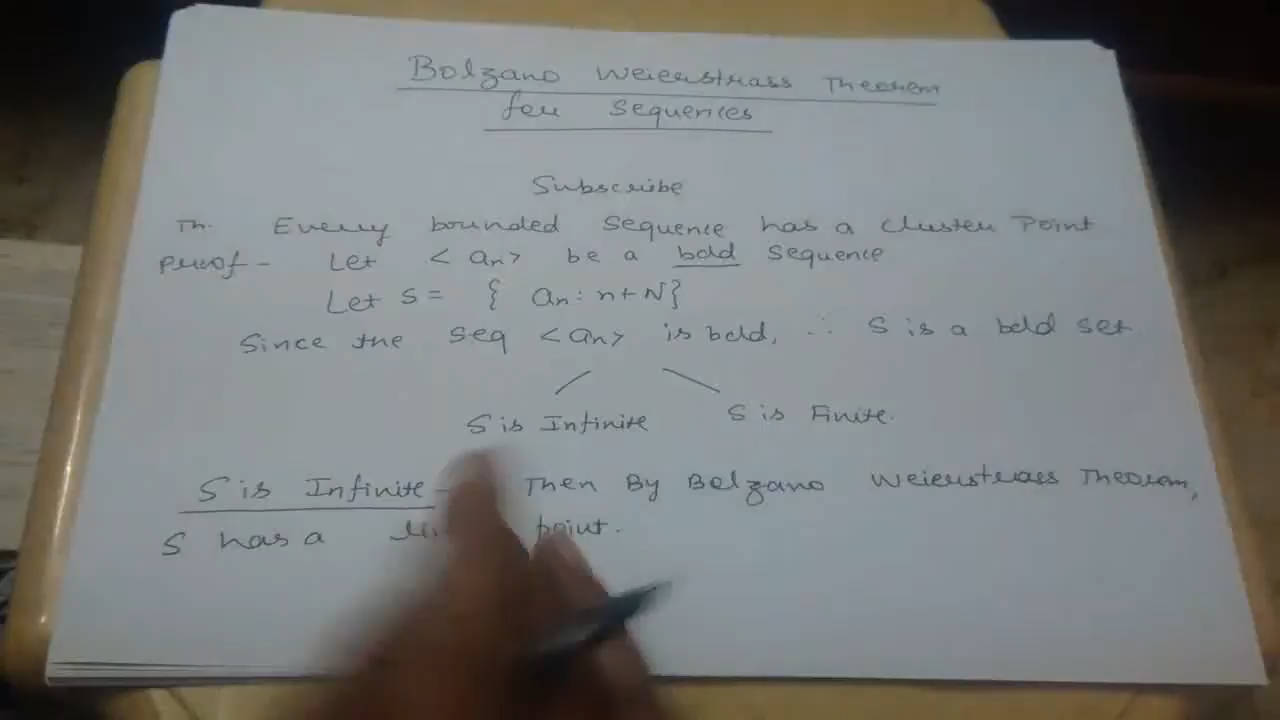 Bolzano Weierstrass Theorem
for Sequences
Subscribe
Th. Every bounded sequence has a cluster Point
Proof - Let <an> be a bdd sequence
Let S = { an : n ∈ N}
Since the seq <an> is bdd, ∴ S is a bdd set
S is Infinite S is Finite.
S is Infinite - Then By Bolzano Weierstrass Theorem,
S has a point.